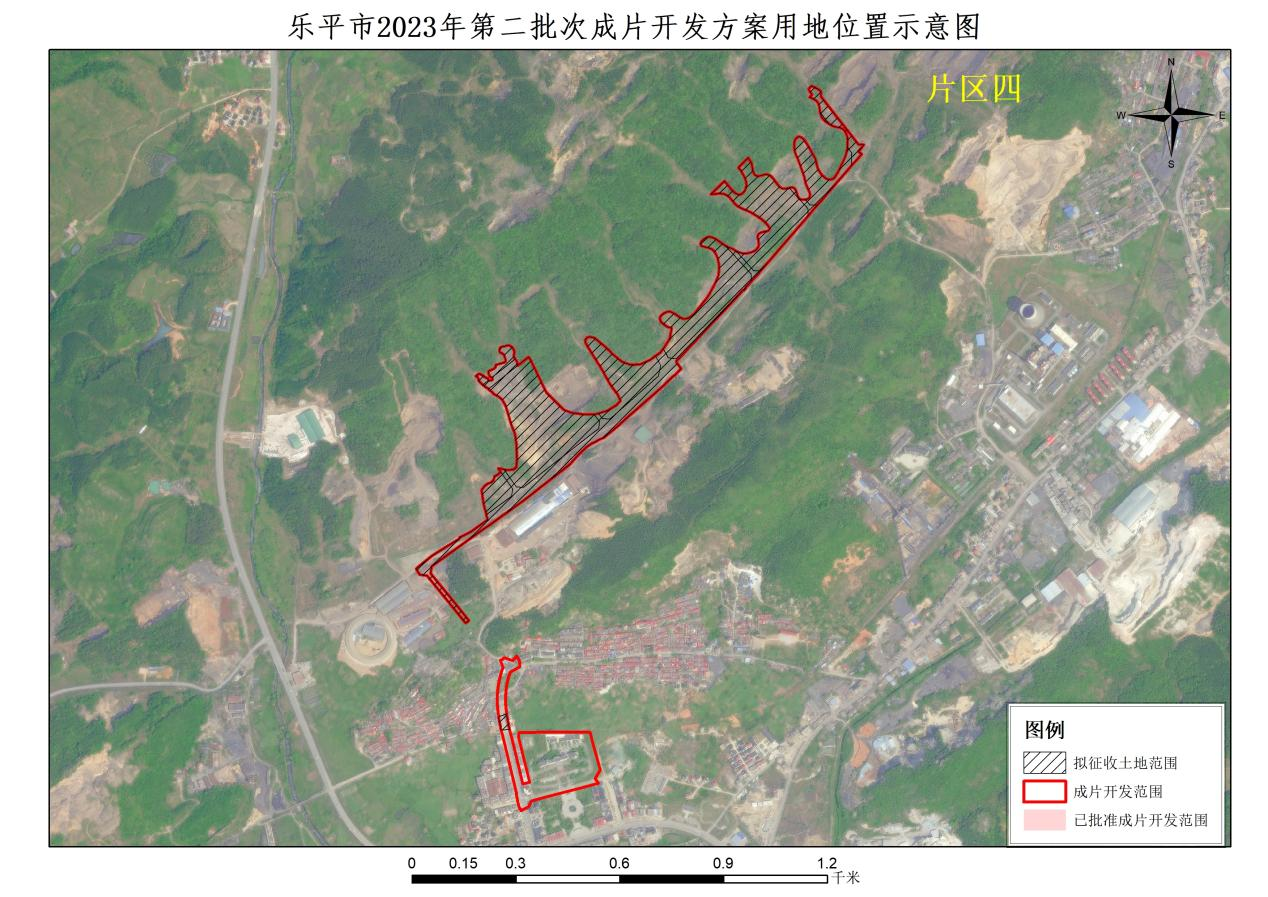 乐平市2023年第二批次成片开发方案用地位置示意图
片区四
N
W E
S
图例
拟征收土地范围
成片开发范围
已批准成片开发范围
0 0.15 0.3 0.6 0.9 1.2
千米